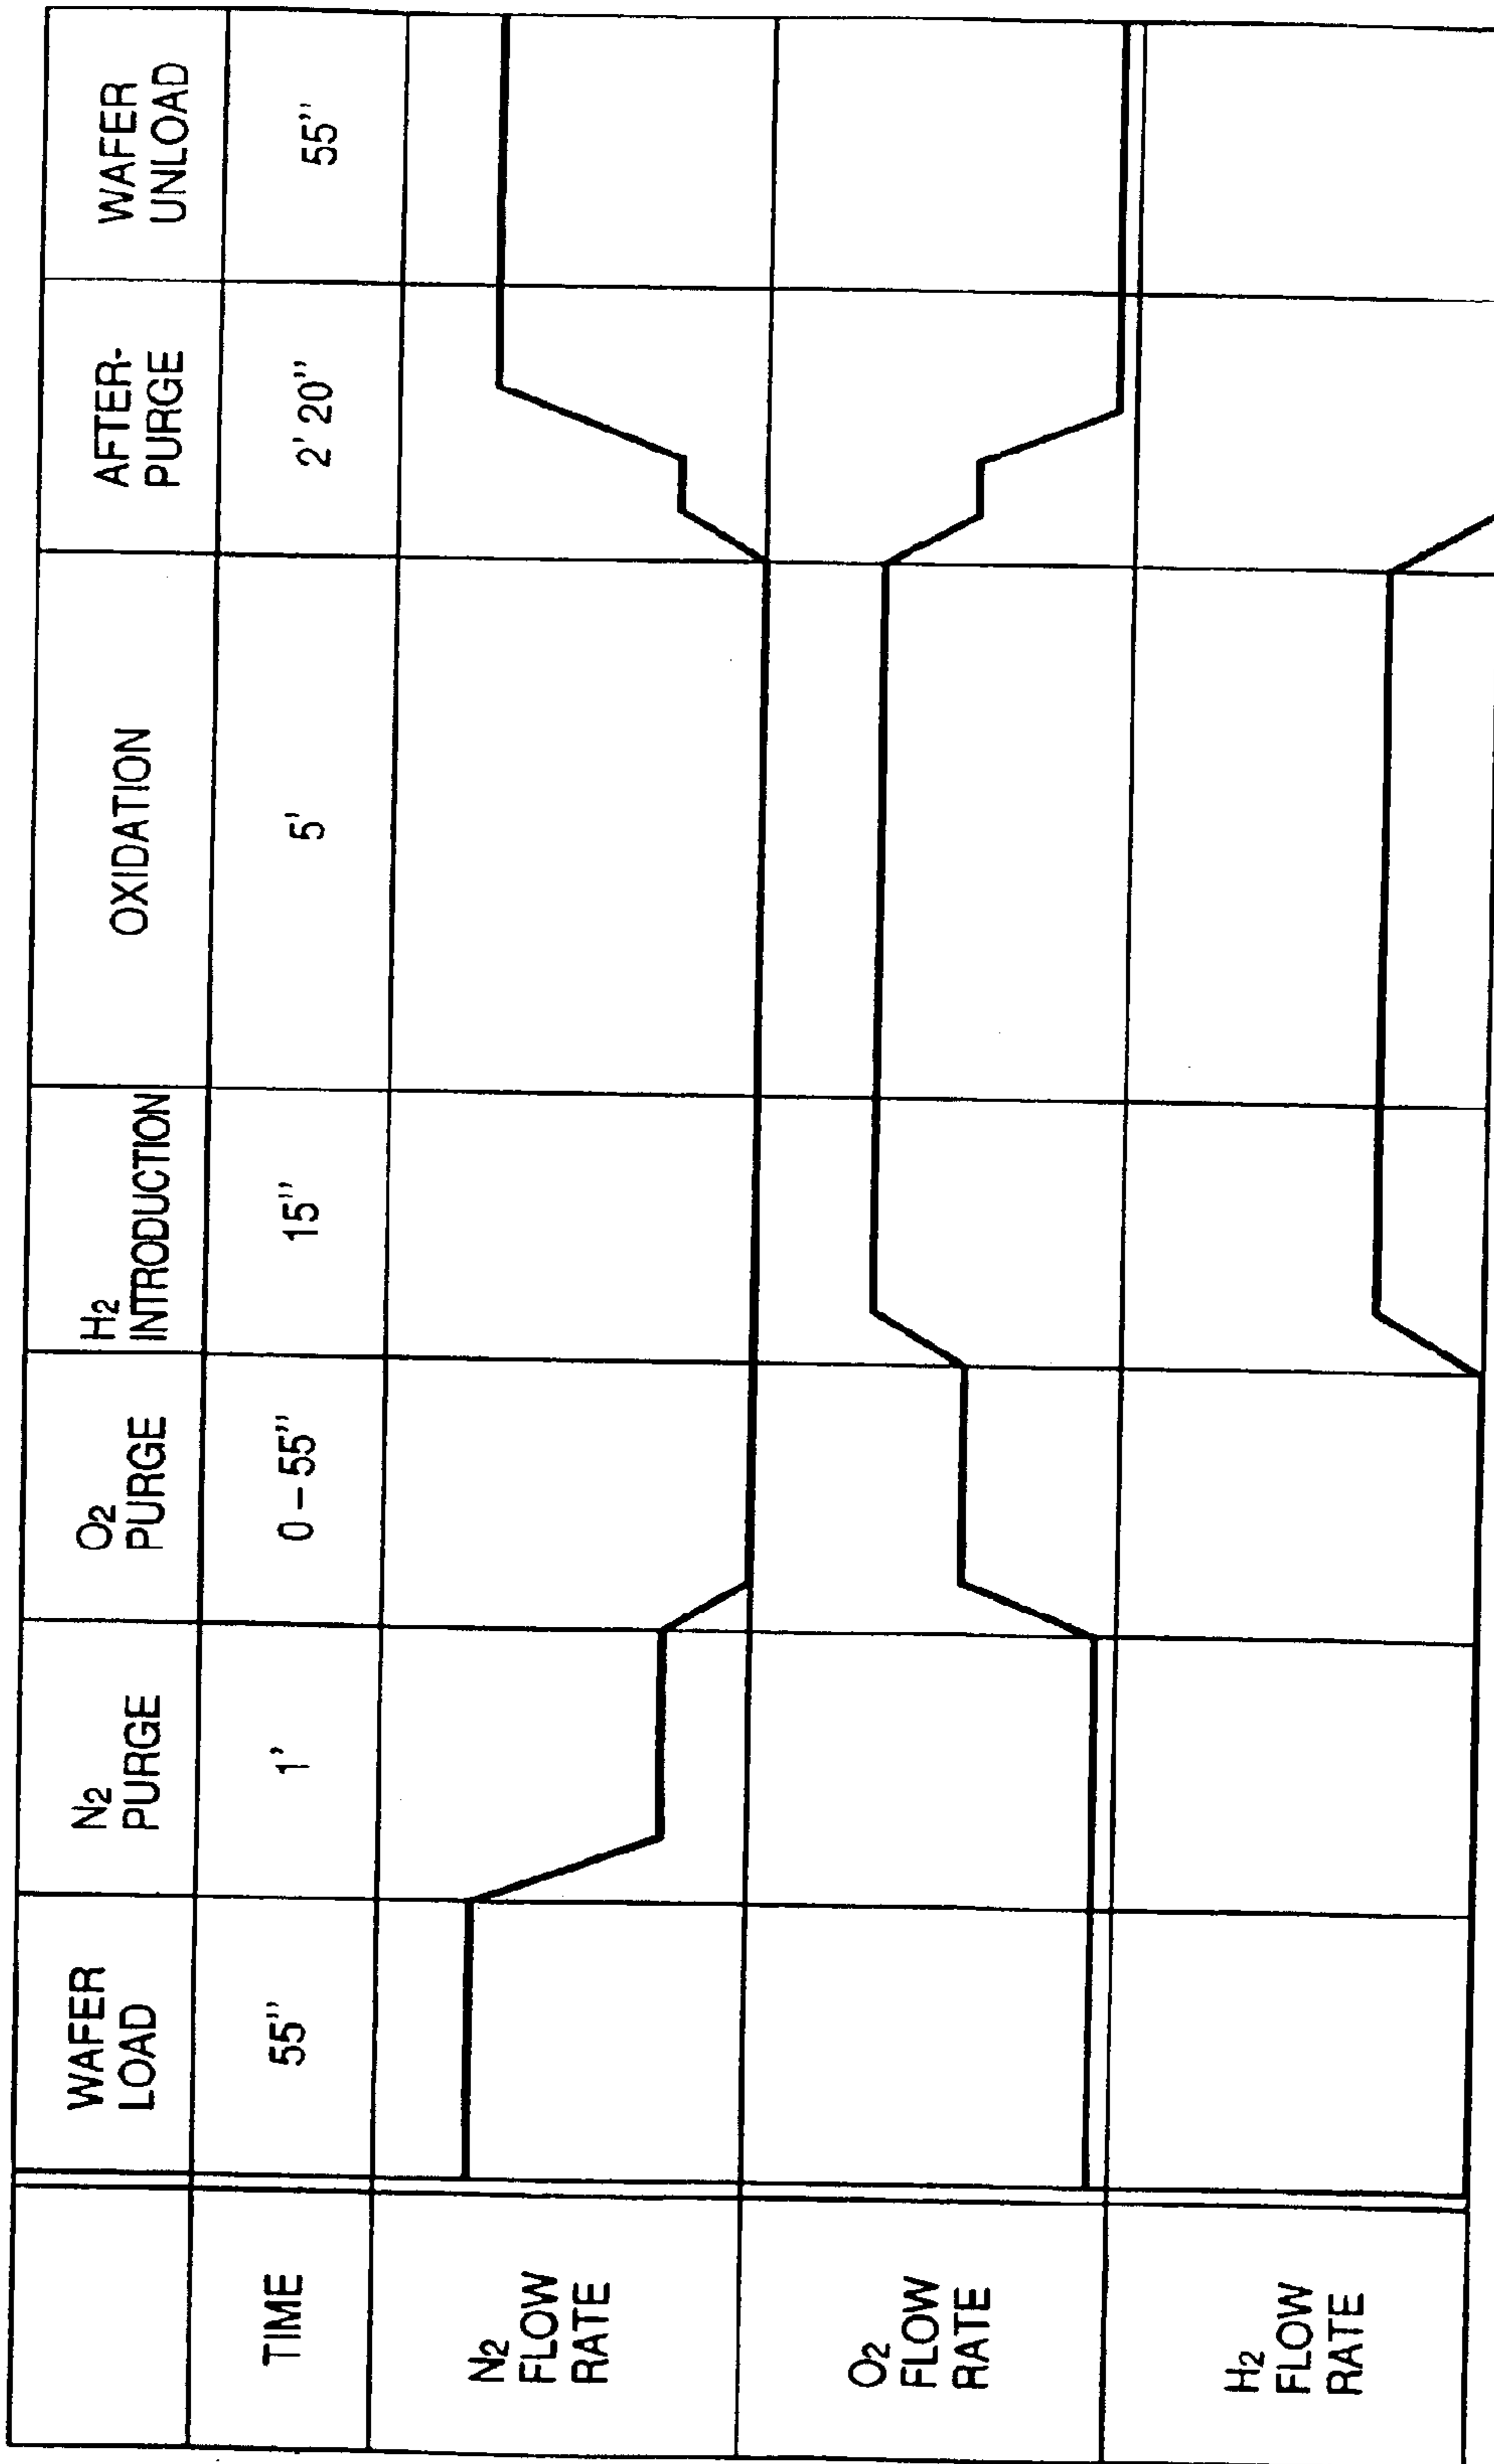 WAFER
LOAD
N2
PURGE
O2
PURGE
H2
INTRODUCTION
OXIDATION
AFTER-
PURGE
WAFER
UNLOAD
TIME
55"
1'
0 – 55"
15"
5'
2' 20"
55"
N2
FLOW
RATE
O2
FLOW
RATE
H2
FLOW
RATE